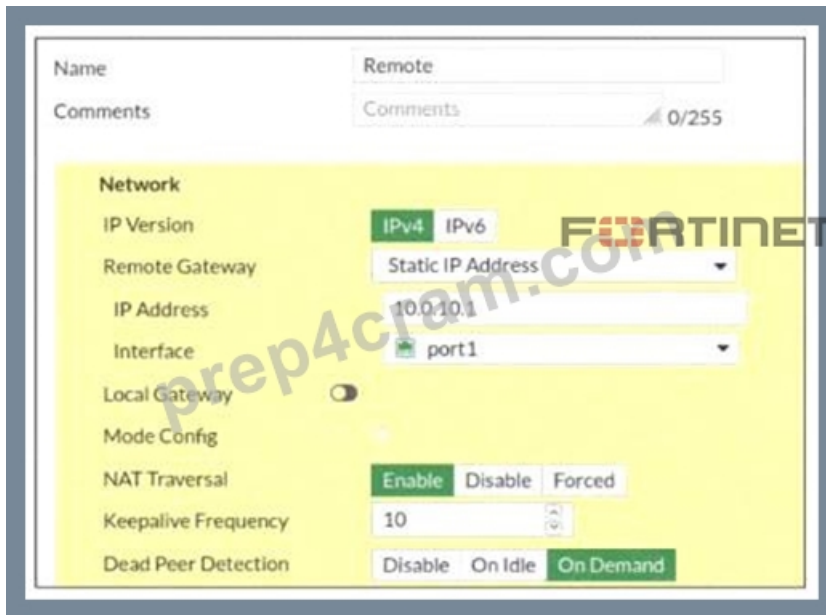 Name Remote
Comments Comments 0/255
Network
IP Version IPv4 IPv6
FORTINET
Remote Gateway Static IP Address
IP Address 10.0.10.1
Interface port1
Local Gateway
Mode Config
NAT Traversal Enable Disable Forced
Keepalive Frequency 10
Dead Peer Detection Disable On Idle On Demand
prep4cram.com